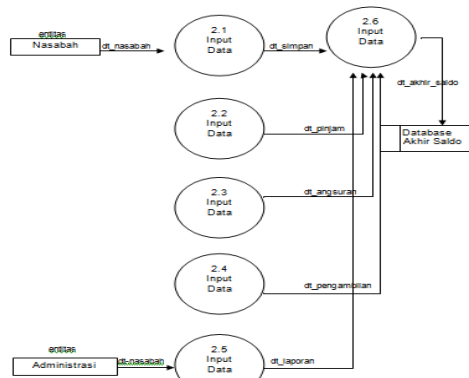 entitas
Nasabah
dt_nasabah
2.1
Input
Data
dt_simpan
2.6
Input
Data
dt_akhir_saldo
2.2
Input
Data
dt_pinjam
Database
Akhir Saldo
2.3
Input
Data
dt_angsuran
2.4
Input
Data
dt_pengambilan
entitas
Administrasi
dt-nasabah
2.5
Input
Data
dt_laporan